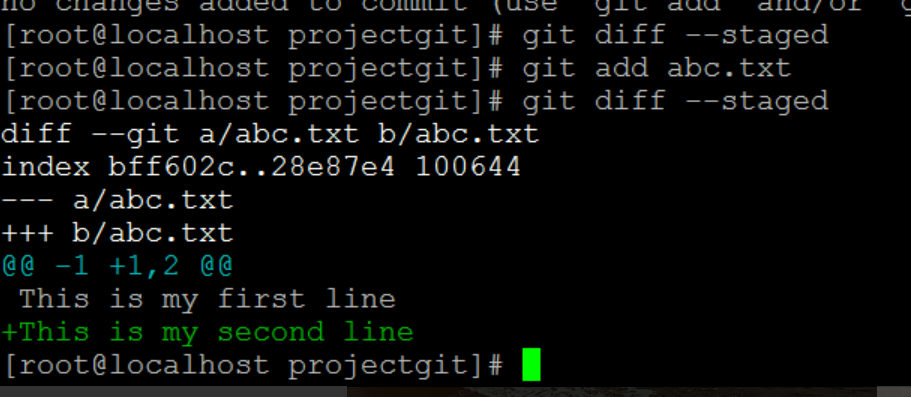 no changes added to commit (use "git add" and/or "g
[root@localhost projectgit]# git diff --staged
[root@localhost projectgit]# git add abc.txt
[root@localhost projectgit]# git diff --staged
diff --git a/abc.txt b/abc.txt
index bff602c..28e87e4 100644
--- a/abc.txt
+++ b/abc.txt
@@ -1 +1,2 @@
 This is my first line
+This is my second line
[root@localhost projectgit]#